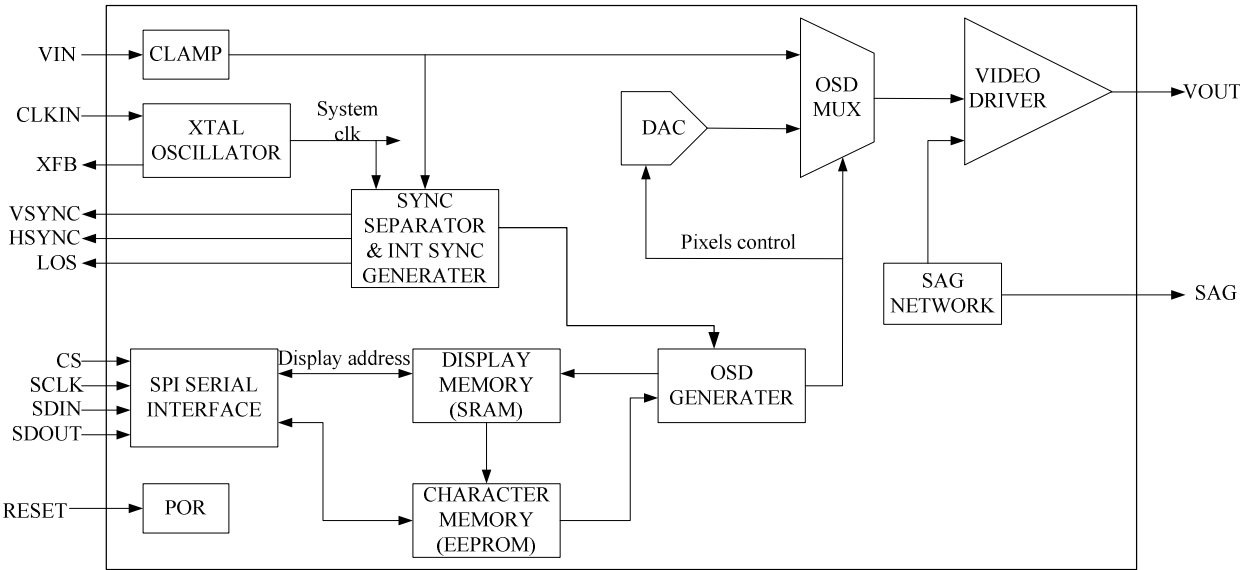 VIN
CLAMP
CLKIN
XTAL
OSCILLATOR
System
clk
XFB
VSYNC
HSYNC
LOS
SYNC
SEPARATOR
& INT SYNC
GENERATER
DAC
OSD
MUX
VIDEO
DRIVER
VOUT
Pixels control
SAG
NETWORK
SAG
CS
SCLK
SDIN
SDOUT
SPI SERIAL
INTERFACE
Display address
DISPLAY
MEMORY
(SRAM)
OSD
GENERATER
RESET
POR
CHARACTER
MEMORY
(EEPROM)